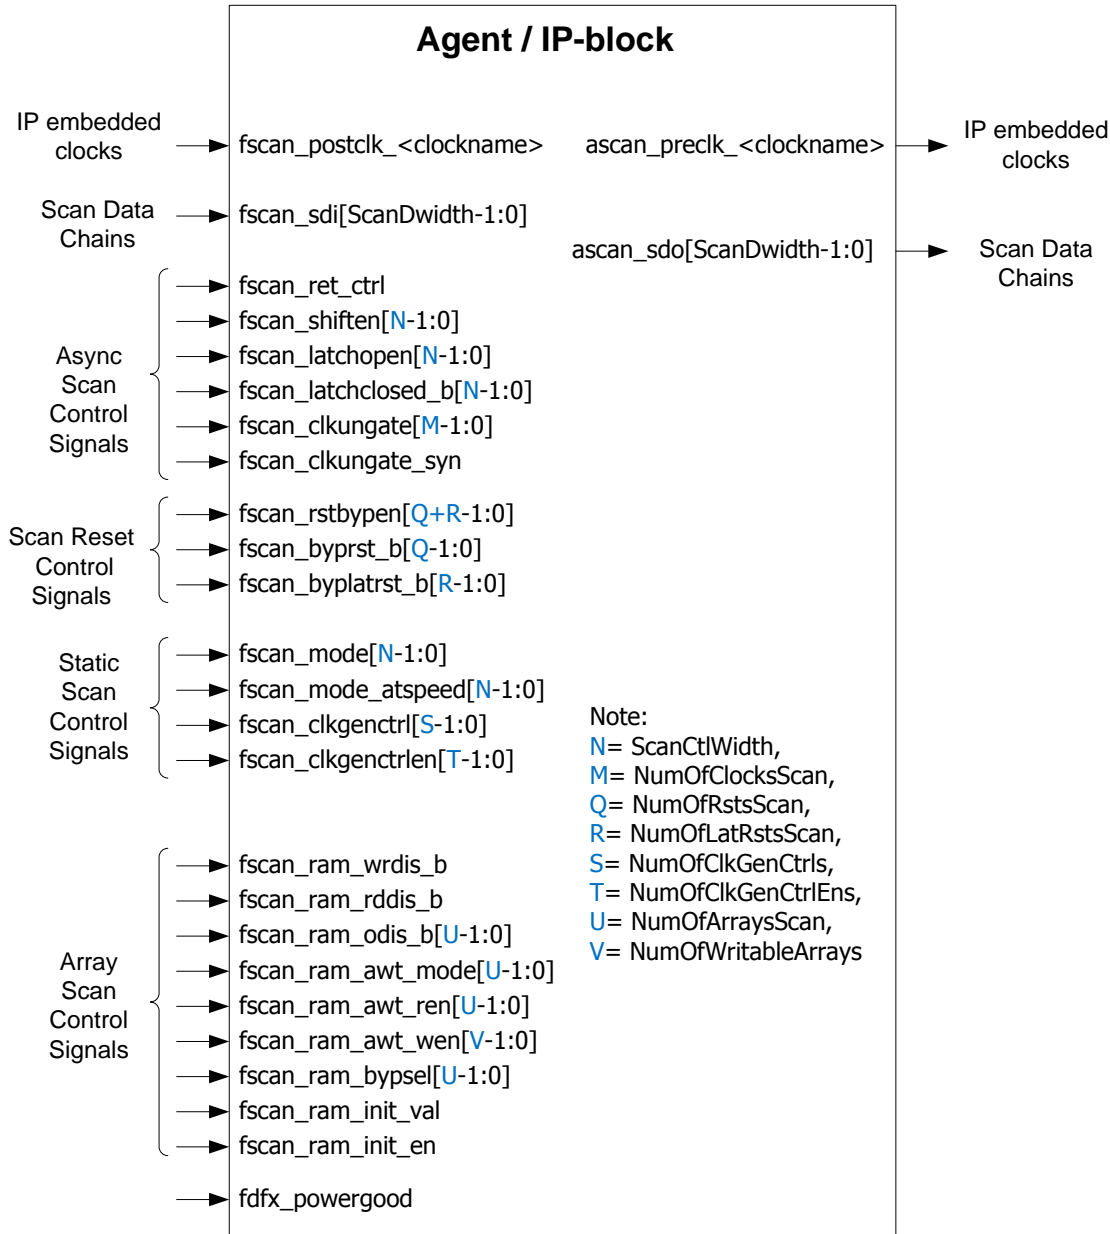 Agent / IP-block
IP embedded
clocks
fscan_postclk_<clockname>
ascan_preclk_<clockname>
IP embedded
clocks
Scan Data
Chains
fscan_sdi[ScanDwidth-1:0]
ascan_sdo[ScanDwidth-1:0]
Scan Data
Chains
Async
Scan
Control
Signals
fscan_ret_ctrl
fscan_shiften[N-1:0]
fscan_latchopen[N-1:0]
fscan_latchclosed_b[N-1:0]
fscan_clkungate[M-1:0]
fscan_clkungate_syn
Scan Reset
Control
Signals
fscan_rstbypen[Q+R-1:0]
fscan_byprst_b[Q-1:0]
fscan_byplatrst_b[R-1:0]
Static
Scan
Control
Signals
fscan_mode[N-1:0]
fscan_mode_atspeed[N-1:0]
fscan_clkgenctrl[S-1:0]
fscan_clkgenctrlen[T-1:0]
Note:
N= ScanCtlWidth,
M= NumOfClocksScan,
Q= NumOfRstsScan,
R= NumOfLatRstsScan,
S= NumOfClkGenCtrls,
T= NumOfClkGenCtrlEns,
U= NumOfArraysScan,
V= NumOfWritableArrays
Array
Scan
Control
Signals
fscan_ram_wrdis_b
fscan_ram_rddis_b
fscan_ram_odis_b[U-1:0]
fscan_ram_awt_mode[U-1:0]
fscan_ram_awt_ren[U-1:0]
fscan_ram_awt_wen[V-1:0]
fscan_ram_bypsel[U-1:0]
fscan_ram_init_val
fscan_ram_init_en
fdfx_powergood